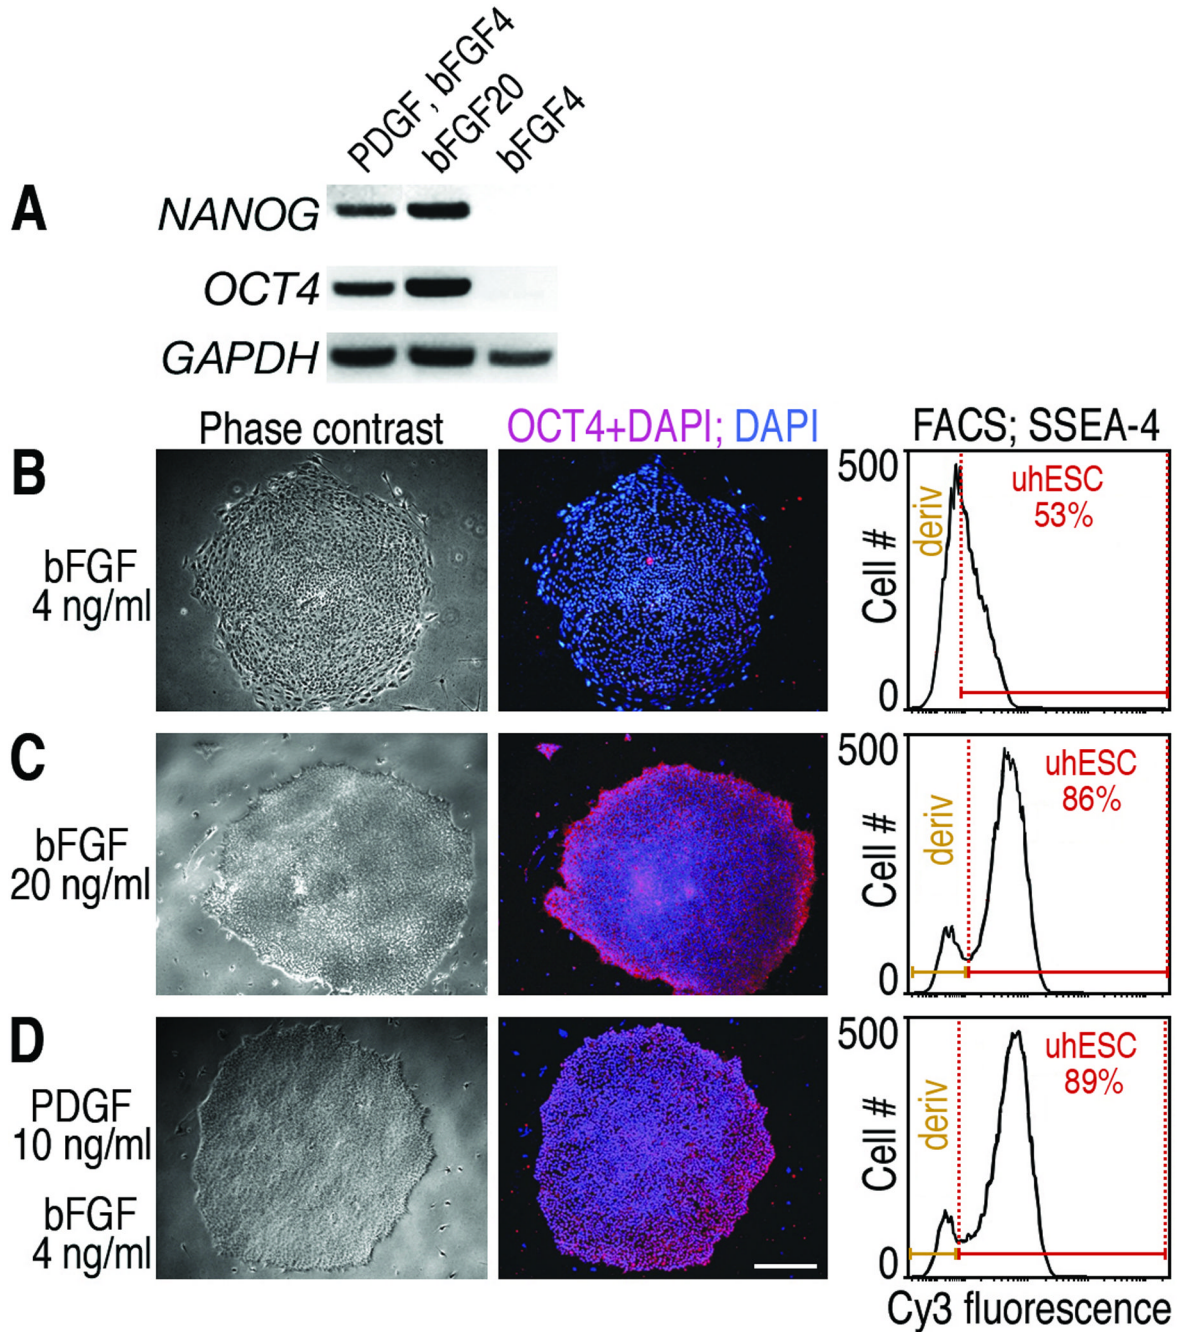 PDGF, bFGF4
bFGF20
bFGF4
A
NANOG
OCT4
GAPDH
Phase contrast
OCT4+DAPI; DAPI
FACS; SSEA-4
B
bFGF
4 ng/ml
500
Cell #
0
deriv
uhESC
53%
C
bFGF
20 ng/ml
500
Cell #
0
deriv
uhESC
86%
D
PDGF
10 ng/ml
bFGF
4 ng/ml
500
Cell #
0
deriv
uhESC
89%
Cy3 fluorescence